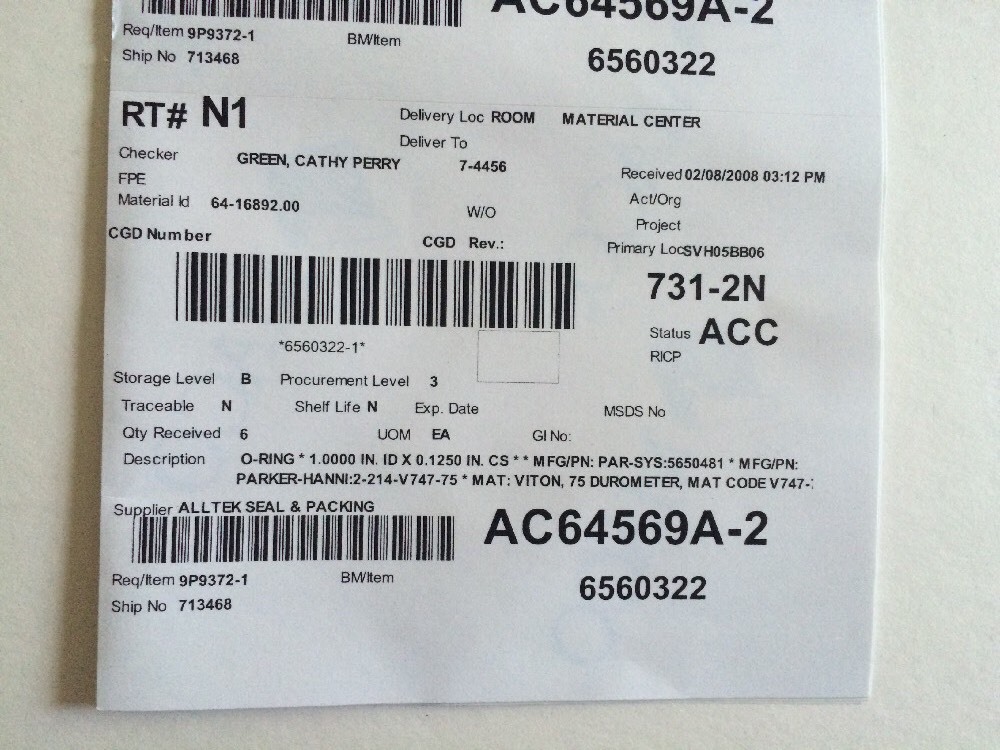 AC64569A-2
Req/Item 9P9372-1 BM/Item
Ship No 713468 6560322
RT# N1 Delivery Loc ROOM MATERIAL CENTER
Deliver To
Checker GREEN, CATHY PERRY 7-4456
Received 02/08/2008 03:12 PM
FPE
Act/Org
Material Id 64-16892.00 W/O
Project
CGD Number CGD Rev.:
Primary Loc SVH05BB06
731-2N
Status ACC
*6560322-1*
RICP
Storage Level B Procurement Level 3
Traceable N Shelf Life N Exp. Date MSDS No
Qty Received 6 UOM EA GI No:
Description O-RING * 1.0000 IN. ID X 0.1250 IN. CS * * MFG/PN: PAR-SYS:5650481 * MFG/PN:
PARKER-HANNI:2-214-V747-75 * MAT: VITON, 75 DUROMETER, MAT CODE V747-
Supplier ALLTEK SEAL & PACKING
AC64569A-2
Req/Item 9P9372-1 BM/Item
6560322
Ship No 713468